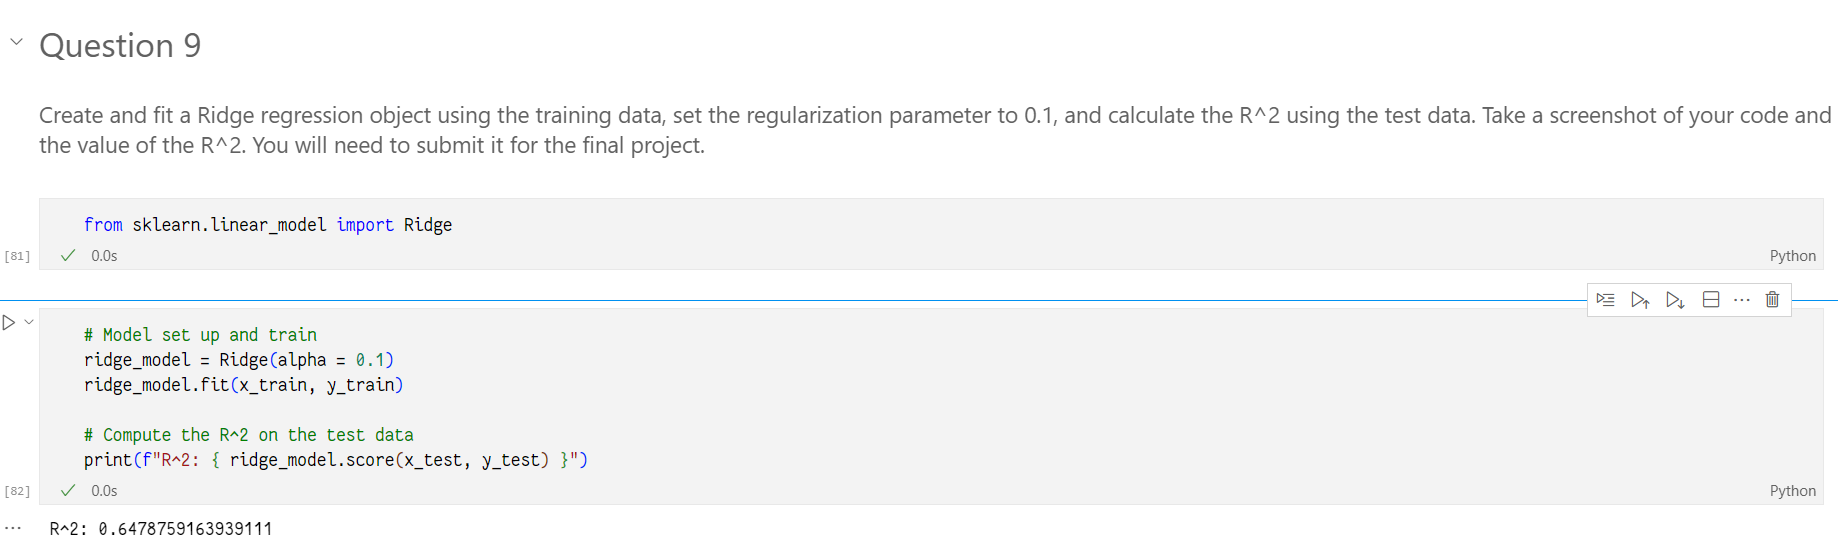 Question 9
Create and fit a Ridge regression object using the training data, set the regularization parameter to 0.1, and calculate the R^2 using the test data. Take a screenshot of your code and
the value of the R^2. You will need to submit it for the final project.
from sklearn.linear_model import Ridge
[81] 0.0s Python
# Model set up and train
ridge_model = Ridge(alpha = 0.1)
ridge_model.fit(x_train, y_train)
# Compute the R^2 on the test data
print(f"R^2: { ridge_model.score(x_test, y_test) }")
[82] 0.0s Python
R^2: 0.6478759163939111